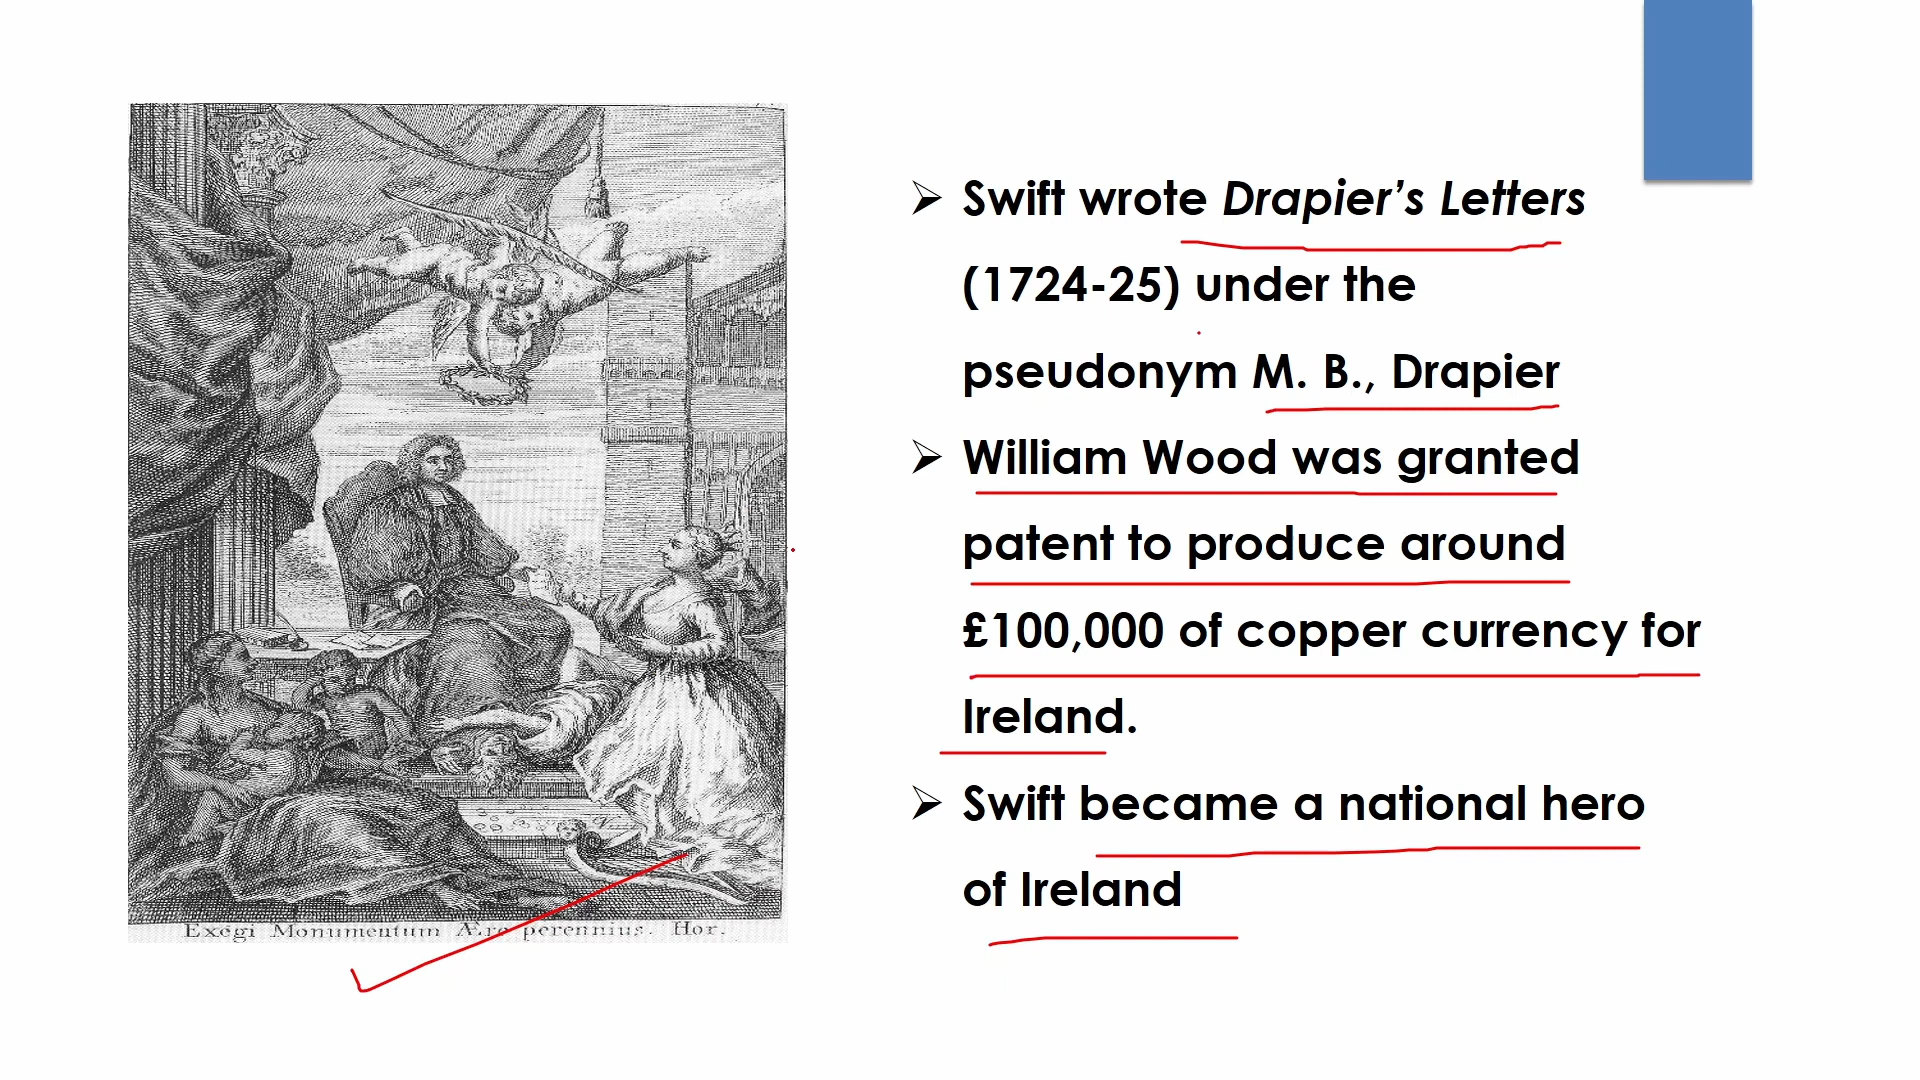 Swift wrote Drapier's Letters
(1724-25) under the
pseudonym M. B., Drapier
William Wood was granted
patent to produce around
£100,000 of copper currency for
Ireland.
Swift became a national hero
of Ireland
Exegi Monumentum Ære perennius. Hor.